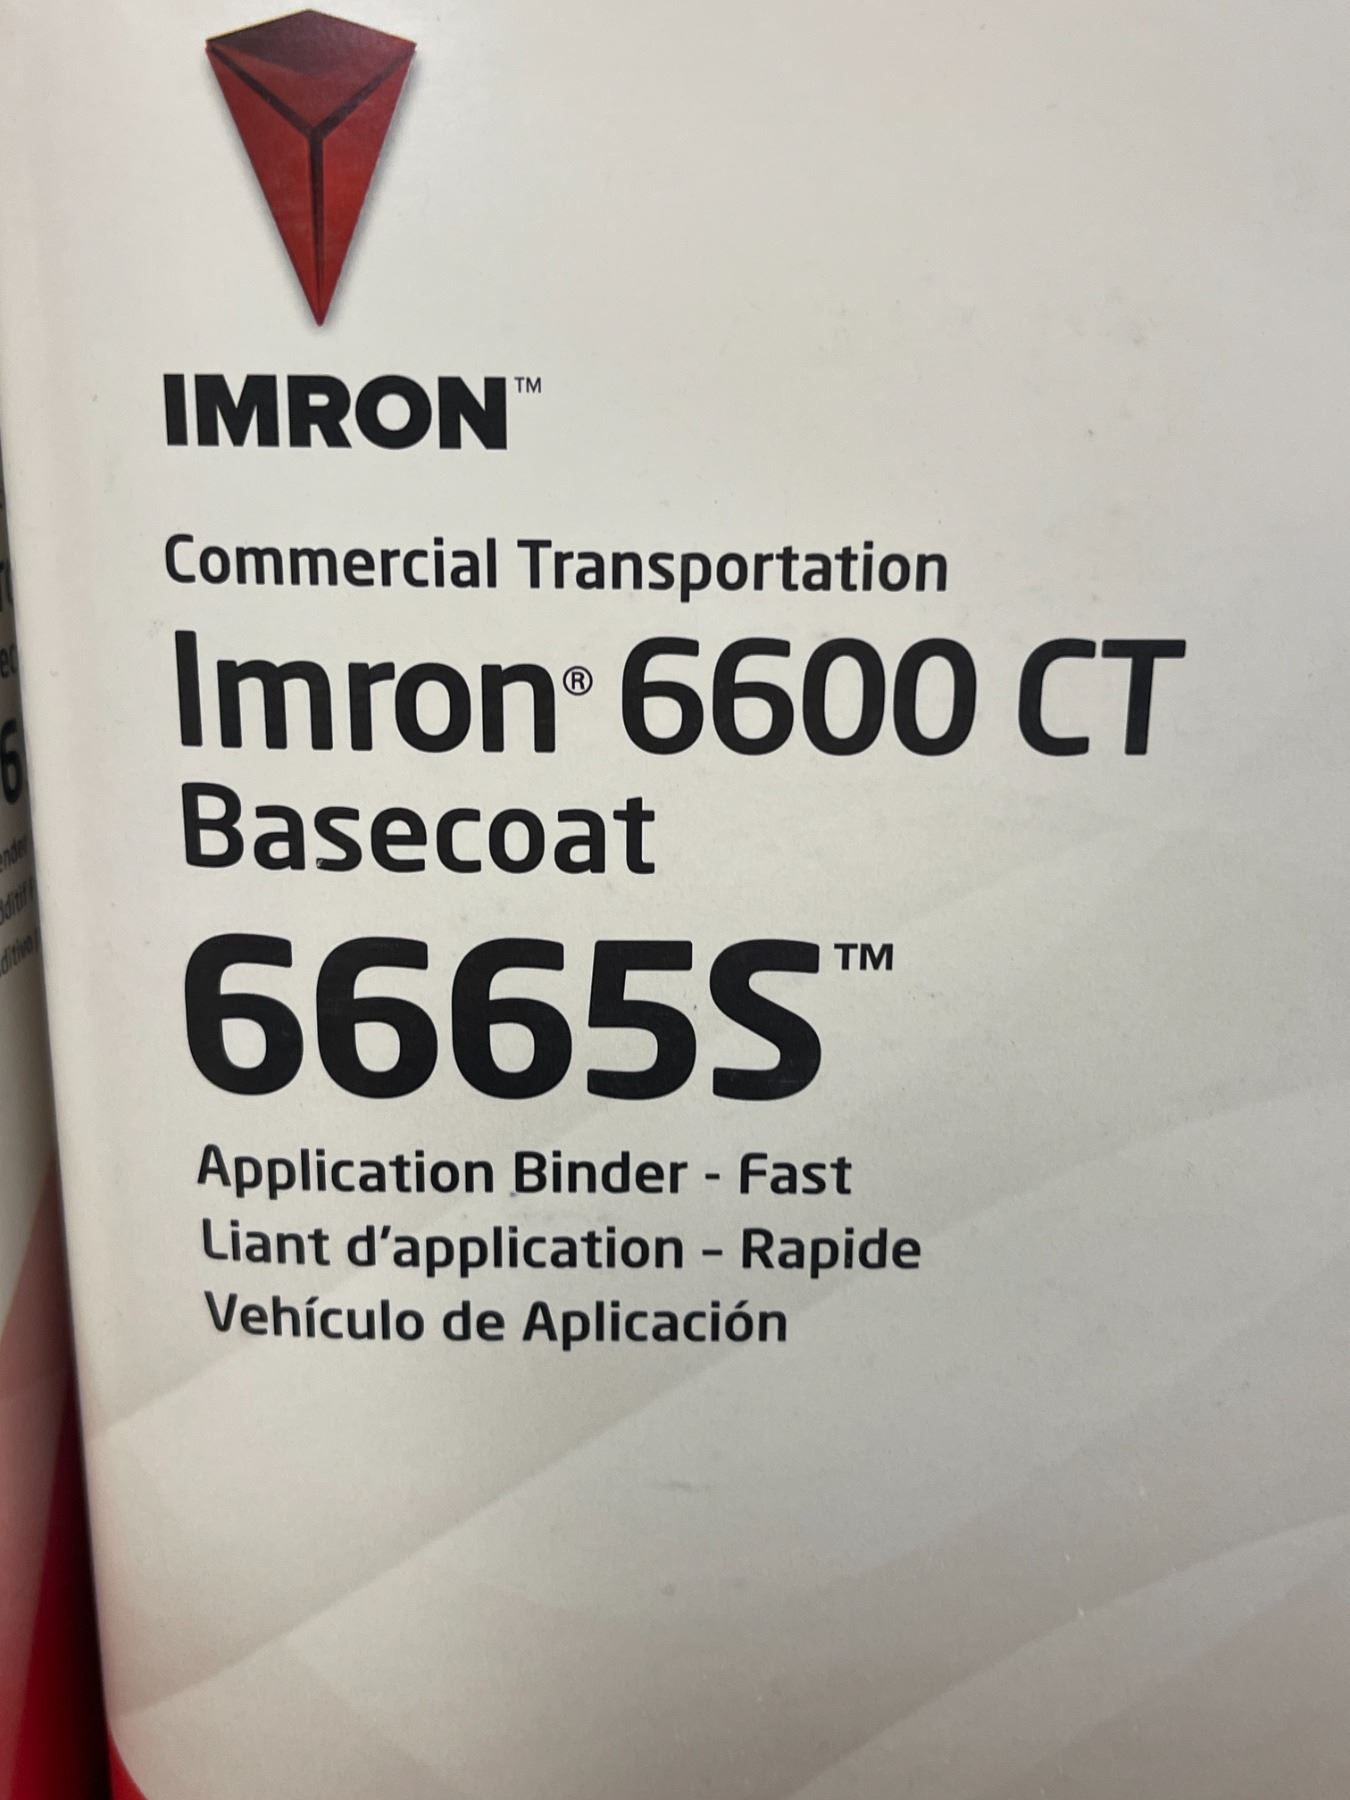 IMRON™
Commercial Transportation
Imron® 6600 CT
Basecoat
6665S™
Application Binder - Fast
Liant d'application – Rapide
Vehículo de Aplicación